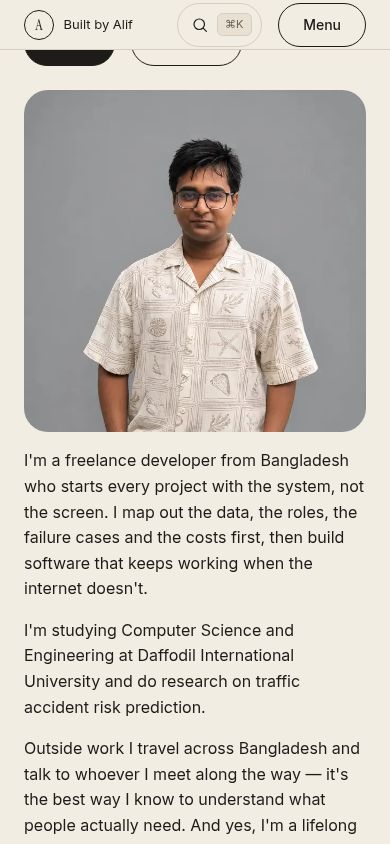 A Built by Alif ⌘K Menu
I'm a freelance developer from Bangladesh
who starts every project with the system, not
the screen. I map out the data, the roles, the
failure cases and the costs first, then build
software that keeps working when the
internet doesn't.
I'm studying Computer Science and
Engineering at Daffodil International
University and do research on traffic
accident risk prediction.
Outside work I travel across Bangladesh and
talk to whoever I meet along the way — it's
the best way I know to understand what
people actually need. And yes, I'm a lifelong